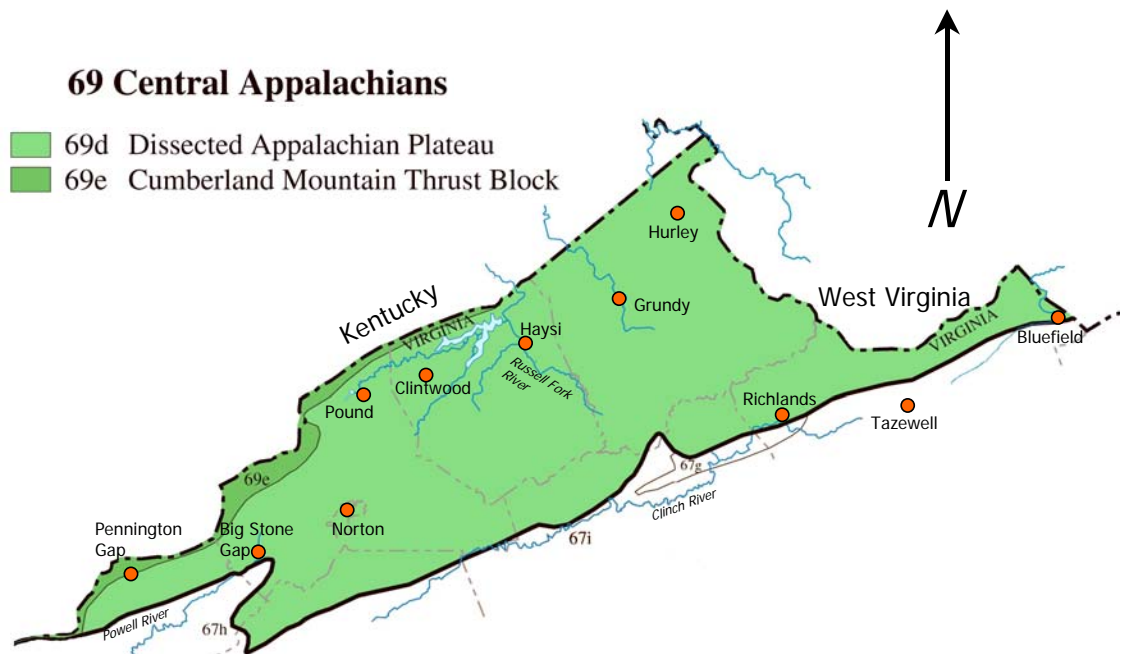 69 Central Appalachians
69d Dissected Appalachian Plateau
69e Cumberland Mountain Thrust Block
N
Hurley
Kentucky
West Virginia
Grundy
VIRGINIA
Haysi
VIRGINIA
Bluefield
Russell Fork
River
Clintwood
Pound
Richlands
Tazewell
67g
69e
Clinch River
Pennington
Gap
Big Stone
Gap
Norton
67i
Powell River
67h